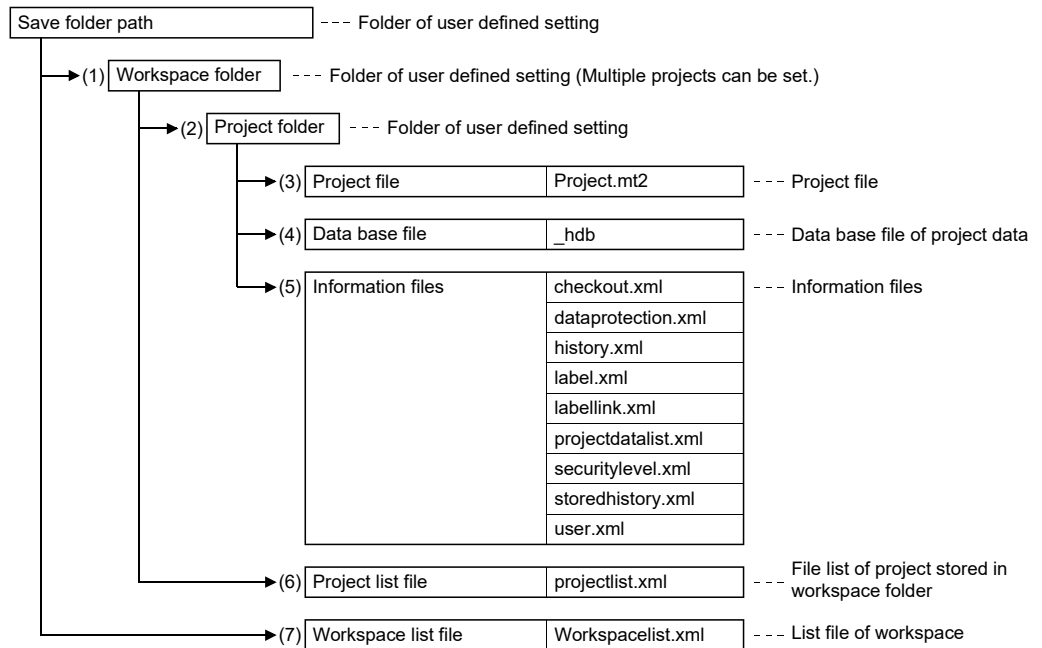 Save folder path --- Folder of user defined setting
(1) Workspace folder --- Folder of user defined setting (Multiple projects can be set.)
(2) Project folder --- Folder of user defined setting
(3) Project file Project.mt2 --- Project file
(4) Data base file _hdb --- Data base file of project data
(5) Information files checkout.xml --- Information files
dataprotection.xml
history.xml
label.xml
labellink.xml
projectdatalist.xml
securitylevel.xml
storedhistory.xml
user.xml
(6) Project list file projectlist.xml --- File list of project stored in
workspace folder
(7) Workspace list file Workspacelist.xml --- List file of workspace